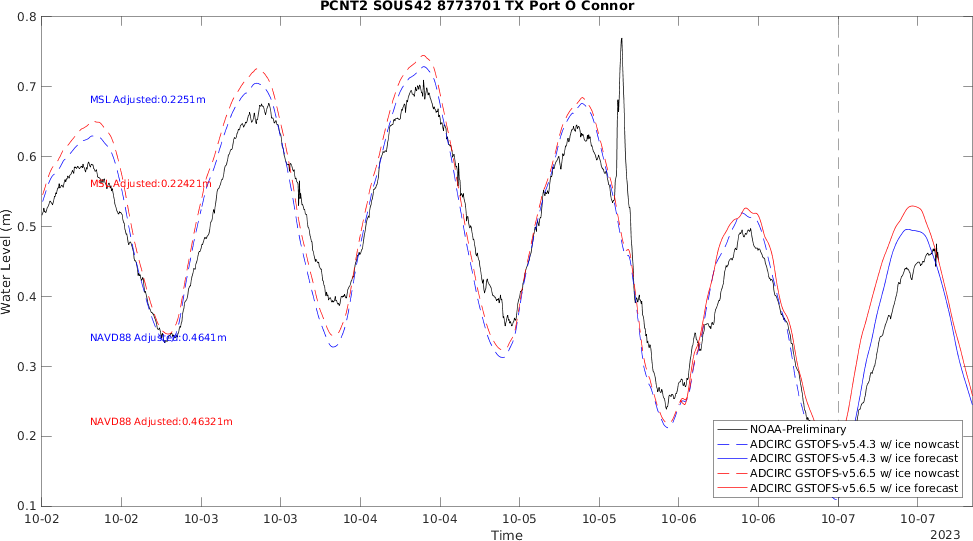 PCNT2 SOUS42 8773701 TX Port O Connor
0.8
0.7
0.6
0.5
0.4
0.3
0.2
0.1
Water Level (m)
MSL Adjusted:0.2251m
MSL Adjusted:0.22421m
NAVD88 Adjusted:0.4641m
NAVD88 Adjusted:0.46321m
NOAA-Preliminary
ADCIRC GSTOFS-v5.4.3 w/ ice nowcast
ADCIRC GSTOFS-v5.4.3 w/ ice forecast
ADCIRC GSTOFS-v5.6.5 w/ ice nowcast
ADCIRC GSTOFS-v5.6.5 w/ ice forecast
10-02 10-02 10-03 10-03 10-04 10-04 10-05 10-05 10-06 10-06 10-07 10-07
Time
2023